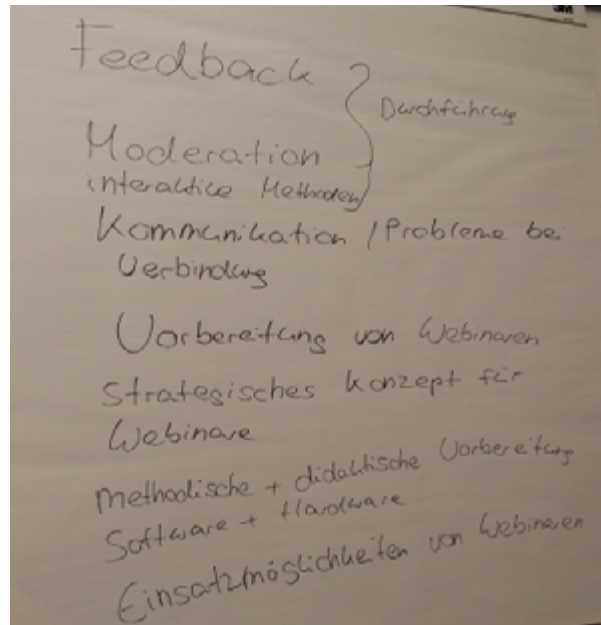 Feedback
Durchführung
Moderation
interaktive Methoden
Kommunikation / Probleme bei
Verbindung
Vorbereitung von Webinaren
Strategisches Konzept für
Webinare
methodische + didaktische Vorbereitung
Software + Hardware
Einsatzmöglichkeiten von Webinaren